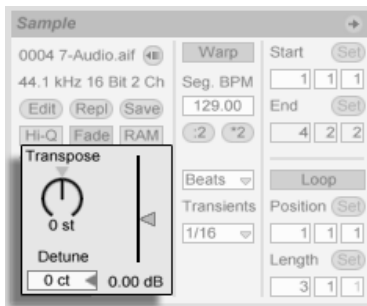 Sample
0004 7-Audio.aif
44.1 kHz 16 Bit 2 Ch
Edit Repl Save
Hi-Q Fade RAM
Transpose
0 st
Detune
0 ct 0.00 dB
Warp
Seg. BPM
129.00
:2 *2
Beats
Transients
1/16
Start Set
1 1 1
End Set
4 2 2
Loop
Position Set
1 1 1
Length Set
3 1 1